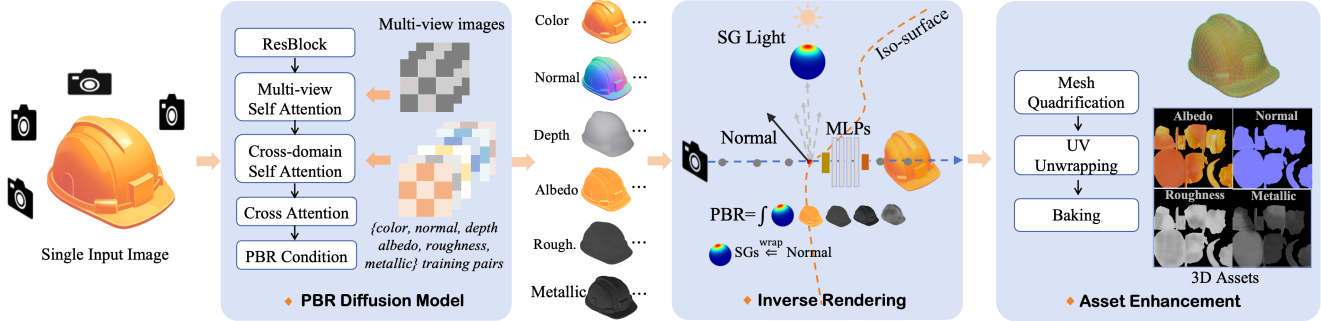 Single Input Image
ResBlock
Multi-view
Self Attention
Cross-domain
Self Attention
Cross Attention
PBR Condition
Multi-view images
{color, normal, depth
albedo, roughness,
metallic} training pairs
PBR Diffusion Model
Color ...
Normal ...
Depth ...
Albedo ...
Rough. ...
Metallic ...
SG Light
Iso-surface
Normal
MLPs
PBR= ∫
SGs wrap ⇐ Normal
Inverse Rendering
Mesh
Quadrification
UV
Unwrapping
Baking
Albedo
Normal
Roughness
Metallic
3D Assets
Asset Enhancement